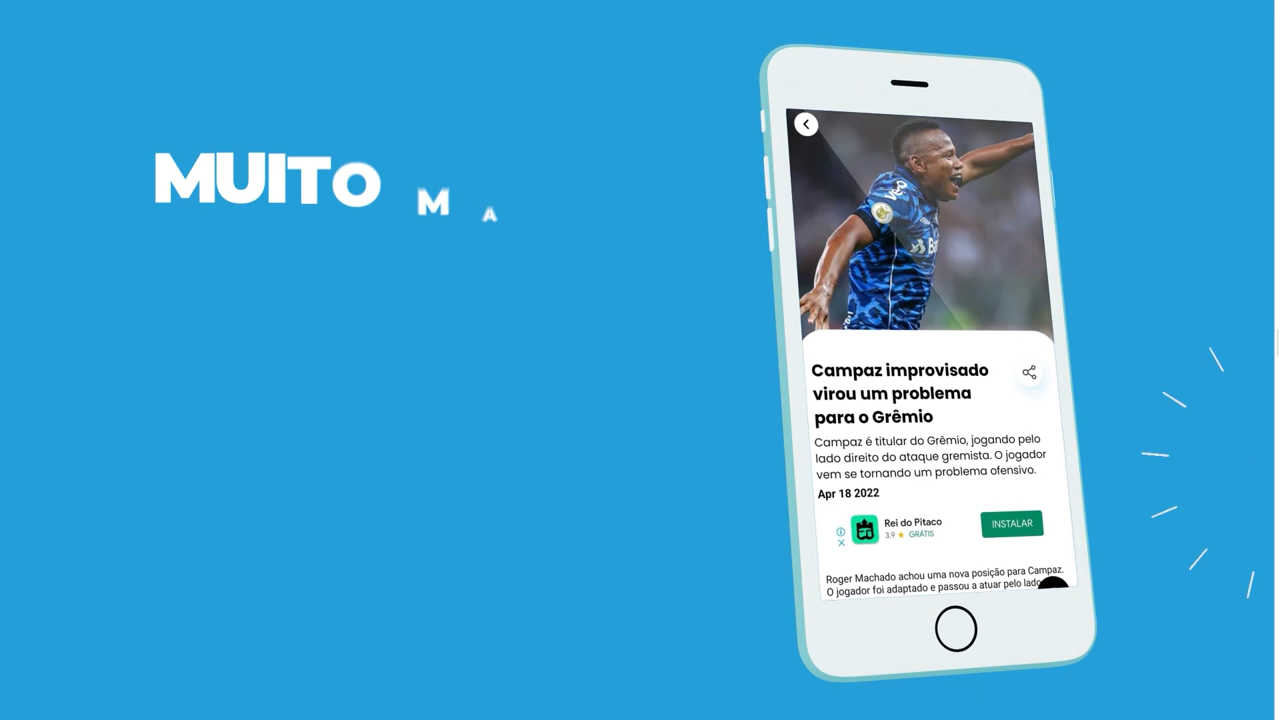 MUITO MA
Campaz improvisado
virou um problema
para o Grêmio
Campaz é titular do Grêmio, jogando pelo
lado direito do ataque gremista. O jogador
vem se tornando um problema ofensivo.
Apr 18 2022
Rei do Pitaco
3,9 ★ GRÁTIS
INSTALAR
Roger Machado achou uma nova posição para Campaz.
O jogador foi adaptado e passou a atuar pelo lado